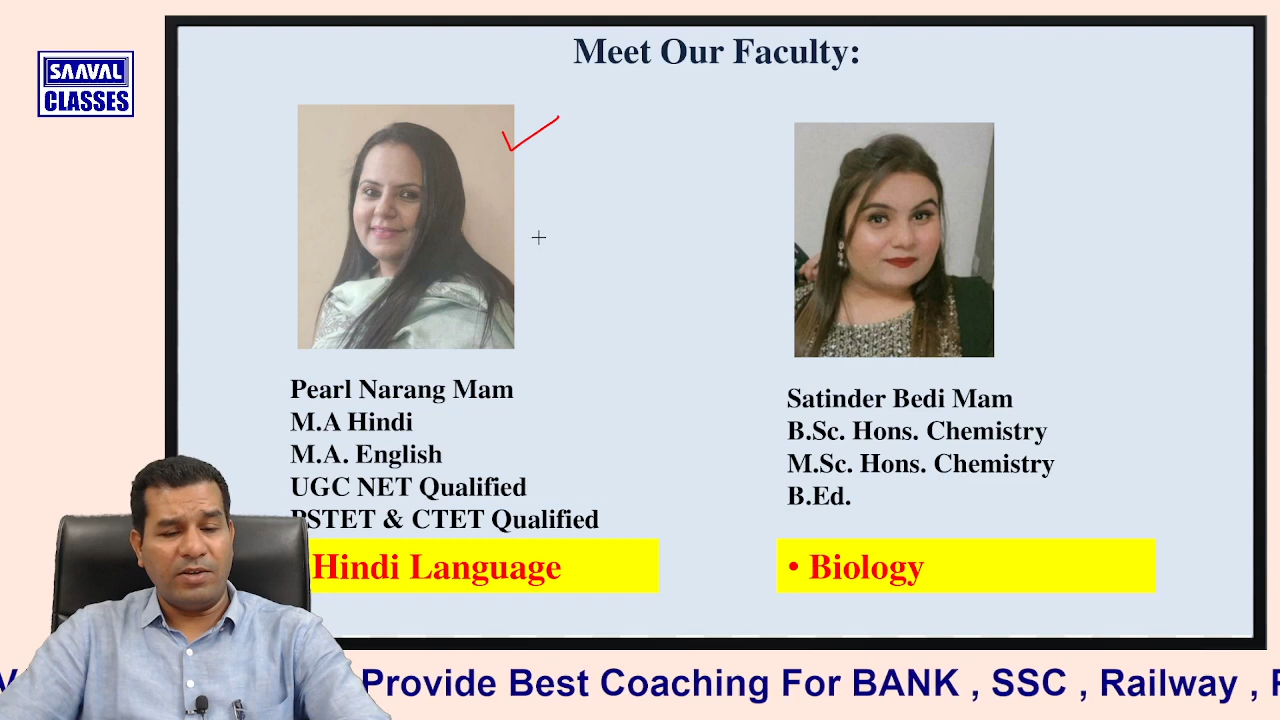 SAAVAL
CLASSES
Meet Our Faculty:
Pearl Narang Mam
M.A Hindi
M.A. English
UGC NET Qualified
PSTET & CTET Qualified
Hindi Language
Satinder Bedi Mam
B.Sc. Hons. Chemistry
M.Sc. Hons. Chemistry
B.Ed.
• Biology
Provide Best Coaching For BANK , SSC , Railway ,